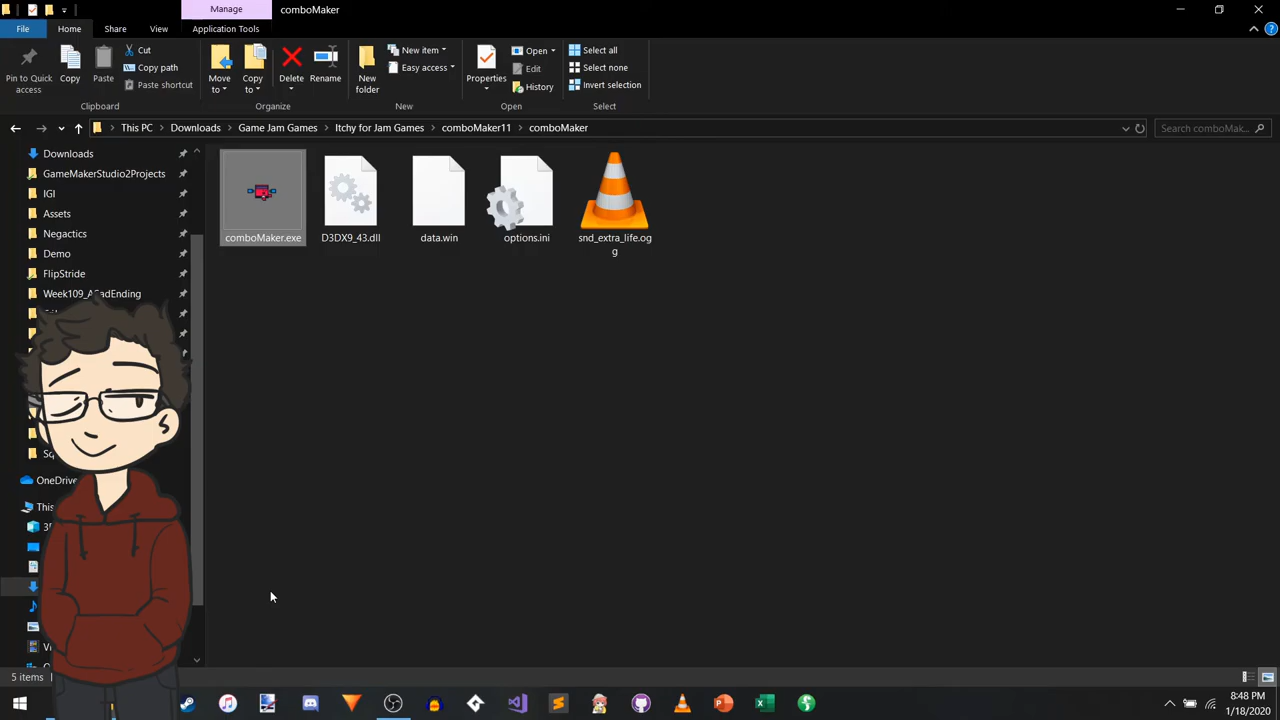 Manage
comboMaker
File
Home
Share
View
Application Tools
Pin to Quick
access
Copy
Paste
Cut
Copy path
Paste shortcut
Move
to
Copy
to
Delete
Rename
New
folder
New item
Easy access
Properties
Open
Edit
History
Select all
Select none
Invert selection
Clipboard
Organize
New
Open
Select
This PC
Downloads
Game Jam Games
Itchy for Jam Games
comboMaker11
comboMaker
Search comboMak...
Downloads
GameMakerStudio2Projects
IGI
Assets
Negactics
Demo
FlipStride
OneDrive
This
comboMaker.exe
D3DX9_43.dll
data.win
options.ini
snd_extra_life.og
g
5 items
8:48 PM
1/18/2020